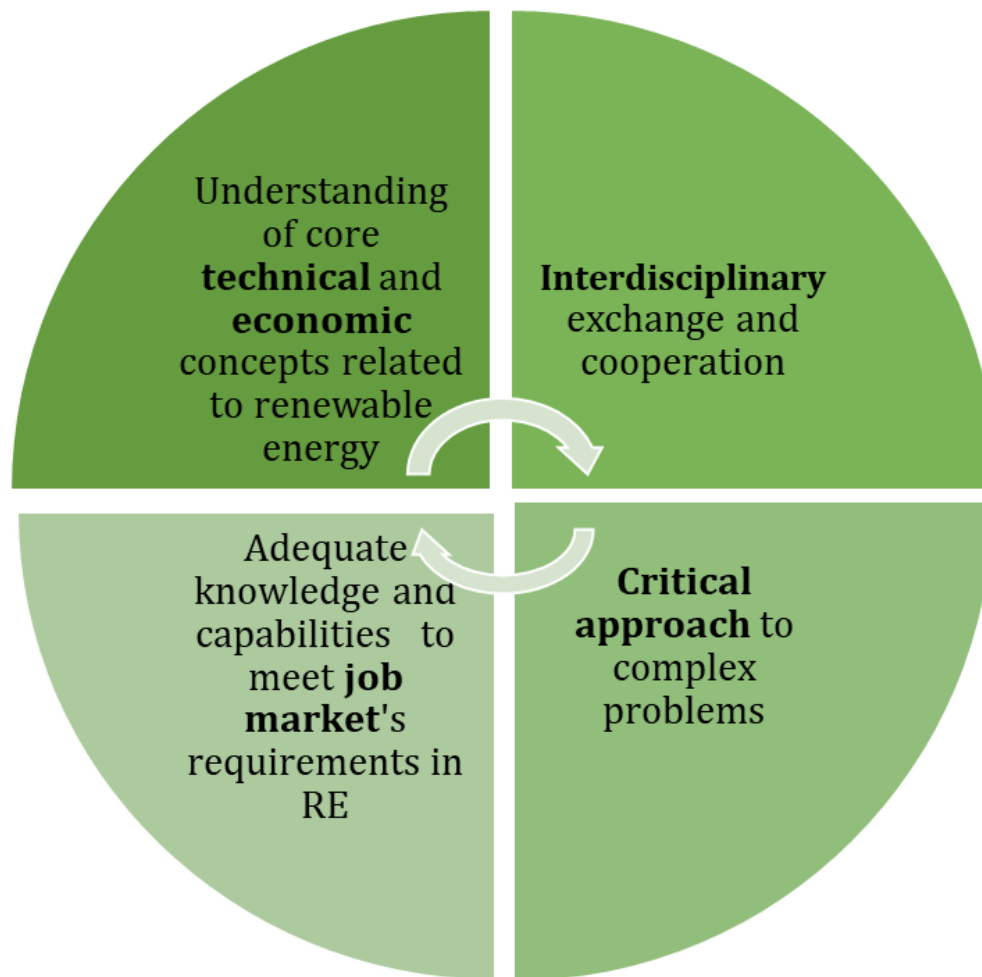 Understanding
of core
technical and
economic
concepts related
to renewable
energy
Interdisciplinary
exchange and
cooperation
Adequate
knowledge and
capabilities to
meet job
market's
requirements in
RE
Critical
approach to
complex
problems